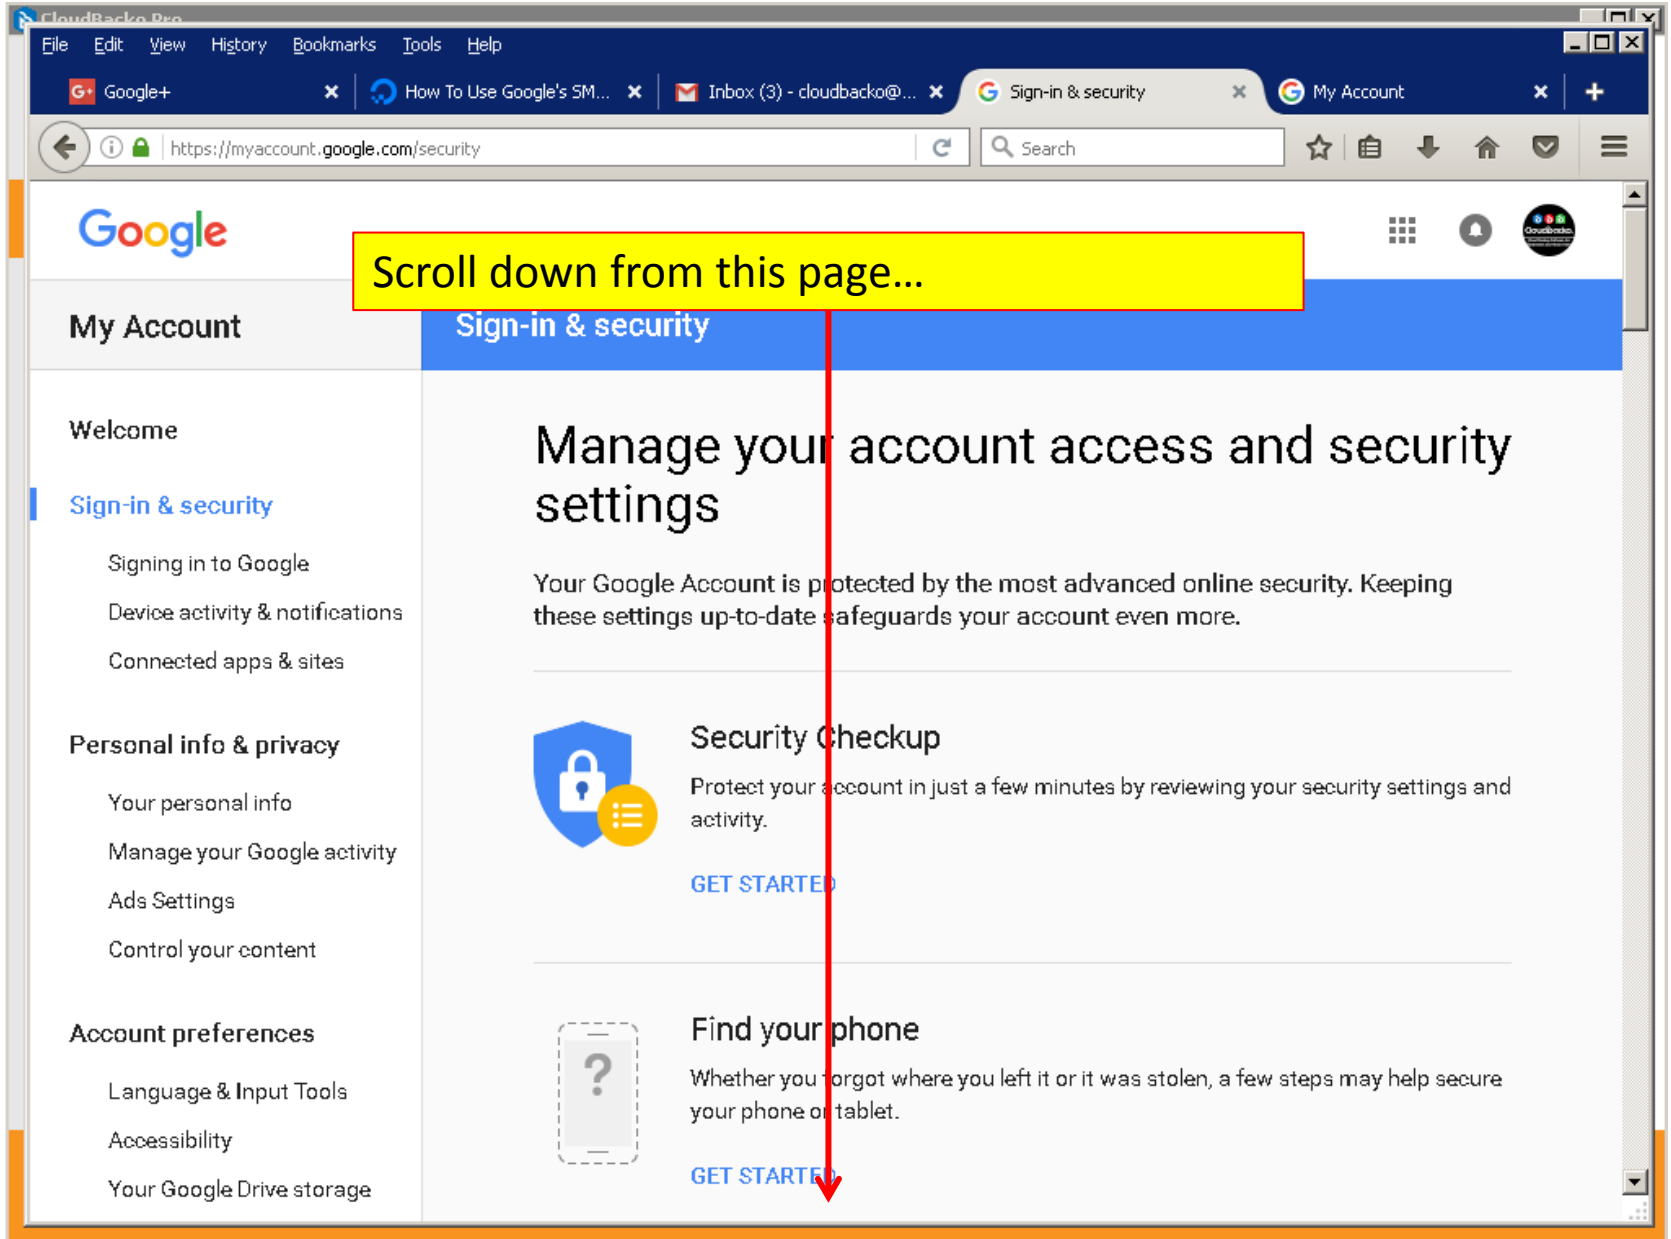 CloudBacko Pro
File Edit View History Bookmarks Tools Help
Google+
How To Use Google's SM...
Inbox (3) - cloudbacko@...
Sign-in & security
My Account
https://myaccount.google.com/security
Search
Google
Scroll down from this page...
My Account
Sign-in & security
Welcome
Sign-in & security
Signing in to Google
Device activity & notifications
Connected apps & sites
Personal info & privacy
Your personal info
Manage your Google activity
Ads Settings
Control your content
Account preferences
Language & Input Tools
Accessibility
Your Google Drive storage
Manage your account access and security
settings
Your Google Account is protected by the most advanced online security. Keeping
these settings up-to-date safeguards your account even more.
Security Checkup
Protect your account in just a few minutes by reviewing your security settings and
activity.
GET STARTED
Find your phone
Whether you forgot where you left it or it was stolen, a few steps may help secure
your phone or tablet.
GET STARTED